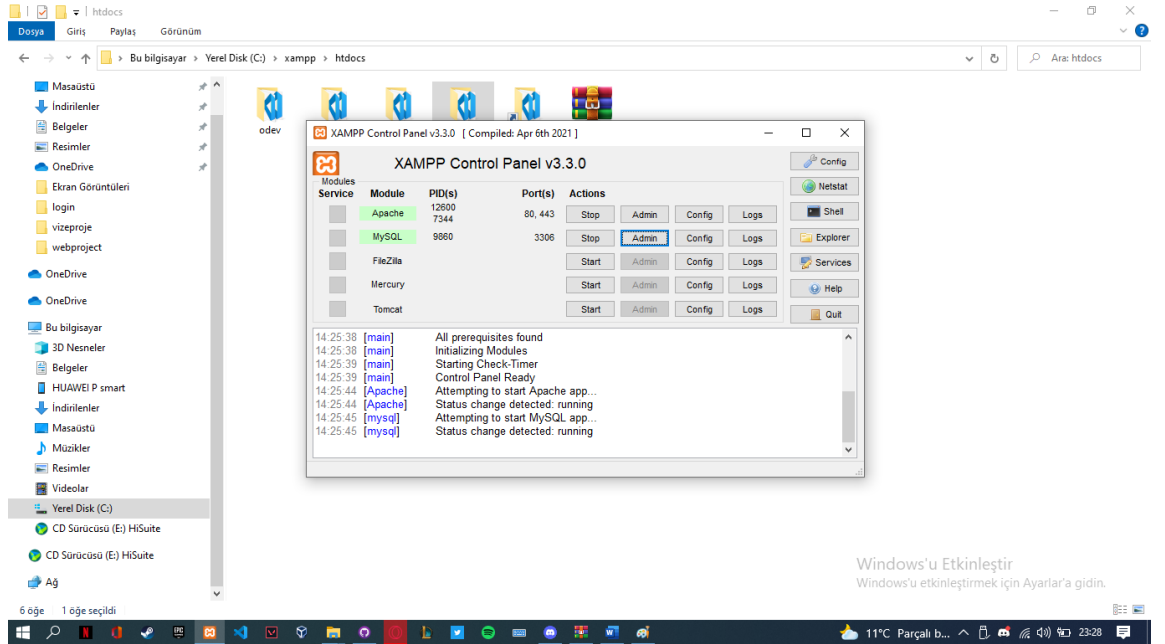 htdocs
Dosya Giriş Paylaş Görünüm
Bu bilgisayar > Yerel Disk (C:) > xampp > htdocs
Ara: htdocs
Masaüstü
İndirilenler
Belgeler
Resimler
OneDrive
Ekran Görüntüleri
login
vizeproje
webproject
OneDrive
OneDrive
Bu bilgisayar
3D Nesneler
Belgeler
HUAWEI P smart
İndirilenler
Masaüstü
Müzikler
Resimler
Videolar
Yerel Disk (C:)
CD Sürücüsü (E:) HiSuite
CD Sürücüsü (E:) HiSuite
Ağ
6 öğe 1 öğe seçildi
odev
XAMPP Control Panel v3.3.0 [ Compiled: Apr 6th 2021 ]
XAMPP Control Panel v3.3.0
Modules
Service Module PID(s) Port(s) Actions
Apache 12600 7344 80, 443 Stop Admin Config Logs
MySQL 9860 3306 Stop Admin Config Logs
FileZilla Start Admin Config Logs
Mercury Start Admin Config Logs
Tomcat Start Admin Config Logs
Config
Netstat
Shell
Explorer
Services
Help
Quit
14:25:38 [main] All prerequisites found
14:25:38 [main] Initializing Modules
14:25:39 [main] Starting Check-Timer
14:25:39 [main] Control Panel Ready
14:25:44 [Apache] Attempting to start Apache app...
14:25:44 [Apache] Status change detected: running
14:25:45 [mysql] Attempting to start MySQL app...
14:25:45 [mysql] Status change detected: running
Windows'u Etkinleştir
Windows'u etkinleştirmek için Ayarlar'a gidin.
11°C Parçalı b... 23:28